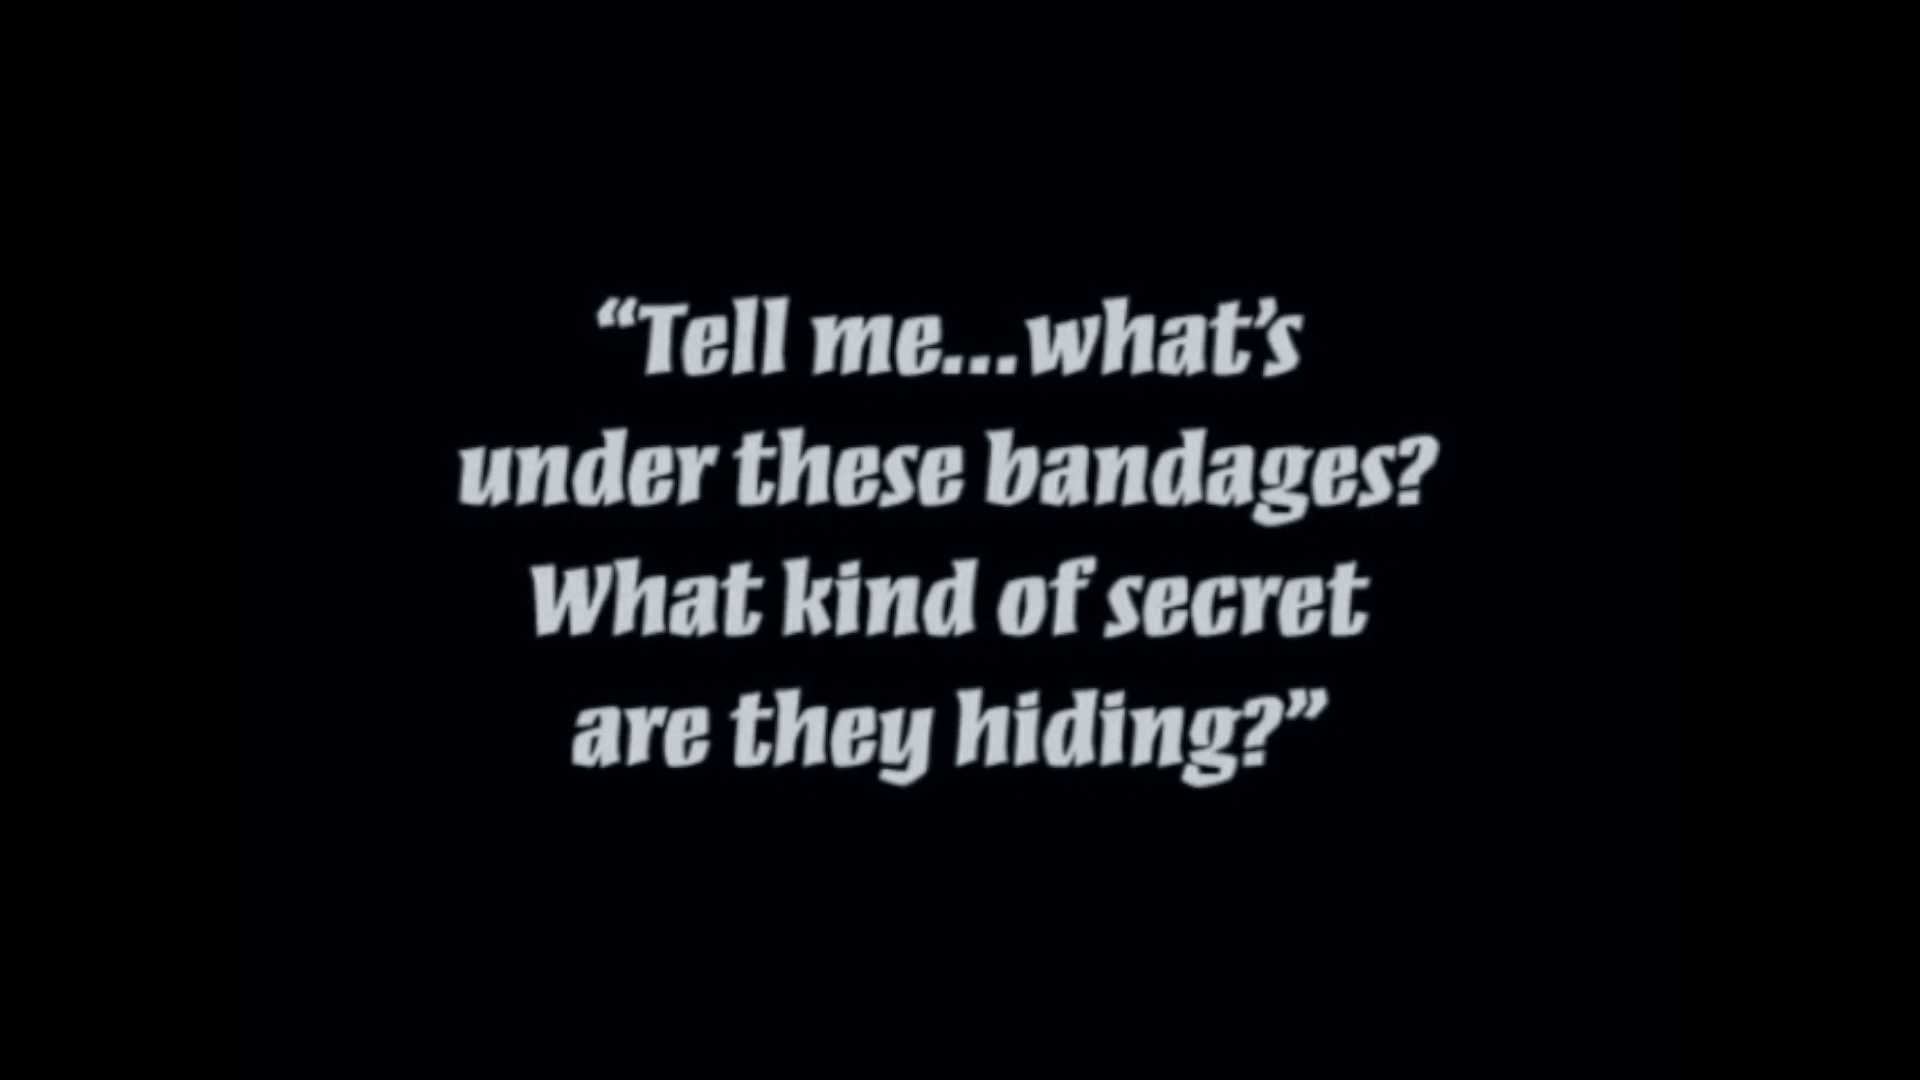 “Tell me...what’s
under these bandages?
What kind of secret
are they hiding?”